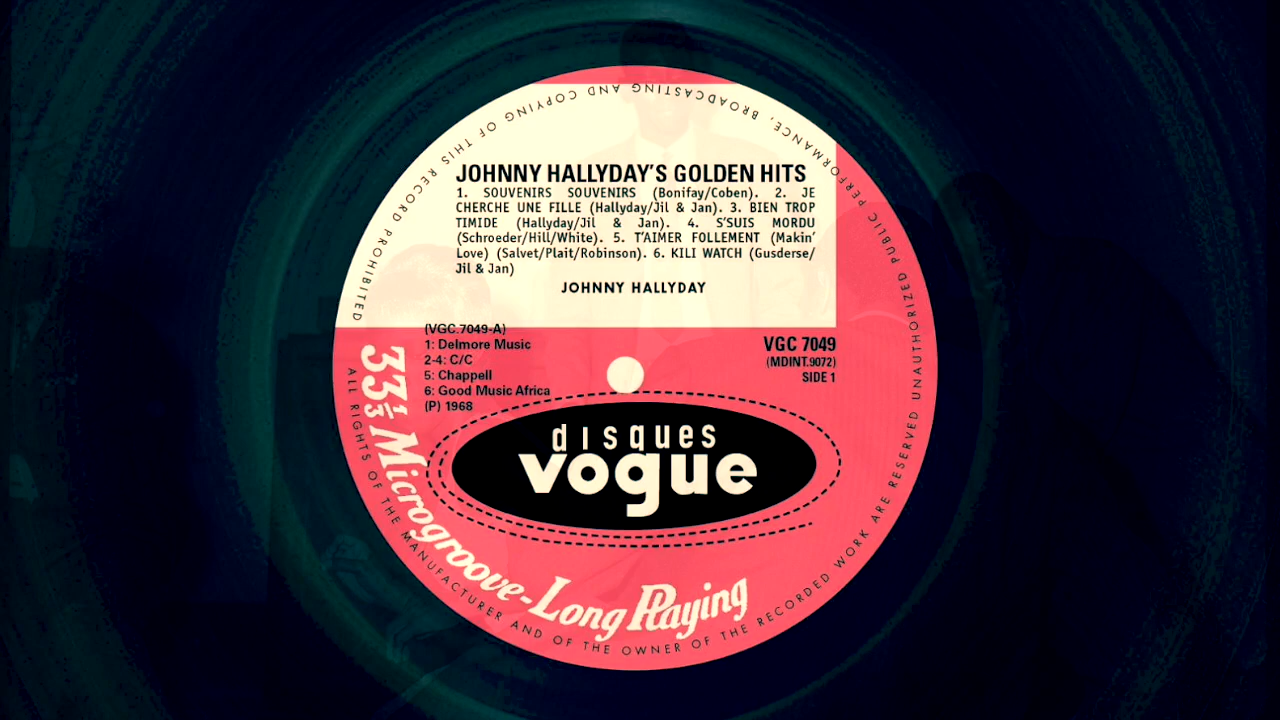 JOHNNY HALLYDAY'S GOLDEN HITS
1. SOUVENIRS SOUVENIRS (Bonifay/Coben). 2. JE
CHERCHE UNE FILLE (Hallyday/Jil & Jan). 3. BIEN TROP
TIMIDE (Hallyday/Jil & Jan). 4. S'SUIS MORDU
(Schroeder/Hill/White). 5. T'AIMER FOLLEMENT (Makin'
Love) (Salvet/Plait/Robinson). 6. KILI WATCH (Gusderse/
Jil & Jan)
JOHNNY HALLYDAY
(VGC.7049-A)
1: Delmore Music
2-4: C/C
5: Chappell
6: Good Music Africa
(P) 1968
VGC 7049
(MDINT.9072)
SIDE 1
disques
vogue
33⅓ Microgroove-Long Playing
ALL RIGHTS OF THE MANUFACTURER AND OF THE OWNER OF THE RECORDED WORK ARE RESERVED UNAUTHORIZED PUBLIC PERFORMANCE, BROADCASTING AND COPYING OF THIS RECORD PROHIBITED